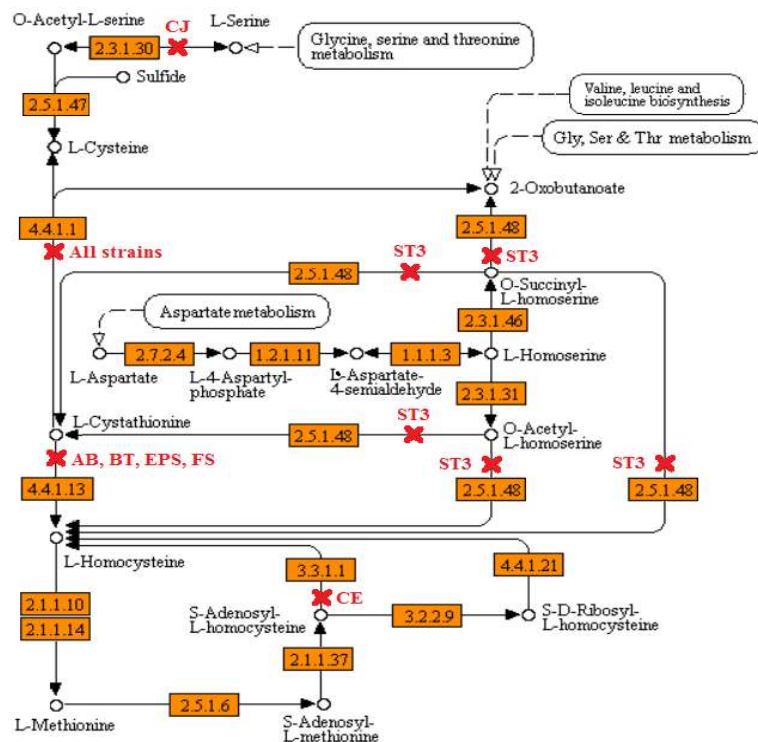 O-Acetyl-L-serine
CJ
L-Serine
2.3.1.30
Glycine, serine and threonine
metabolism
Sulfide
2.5.1.47
L-Cysteine
Valine, leucine and
isoleucine biosynthesis
Gly, Ser & Thr metabolism
2-Oxobutanoate
4.4.1.1
All strains
2.5.1.48
ST3
ST3
2.5.1.48
O-Succinyl-
L-homoserine
Aspartate metabolism
2.3.1.46
2.7.2.4
1.2.1.11
1.1.1.3
L-Homoserine
L-Aspartate
L-4-Aspartyl-
phosphate
L-Aspartate-
4-semialdehyde
2.3.1.31
L-Cystathionine
ST3
2.5.1.48
O-Acetyl-
L-homoserine
AB, BT, EPS, FS
ST3
ST3
4.4.1.13
2.5.1.48
2.5.1.48
L-Homocysteine
3.3.1.1
4.4.1.21
CE
2.1.1.10
2.1.1.14
S-Adenosyl-
L-homocysteine
3.2.2.9
S-D-Ribosyl-
L-homocysteine
2.1.1.37
2.5.1.6
L-Methionine
S-Adenosyl-
L-methionine